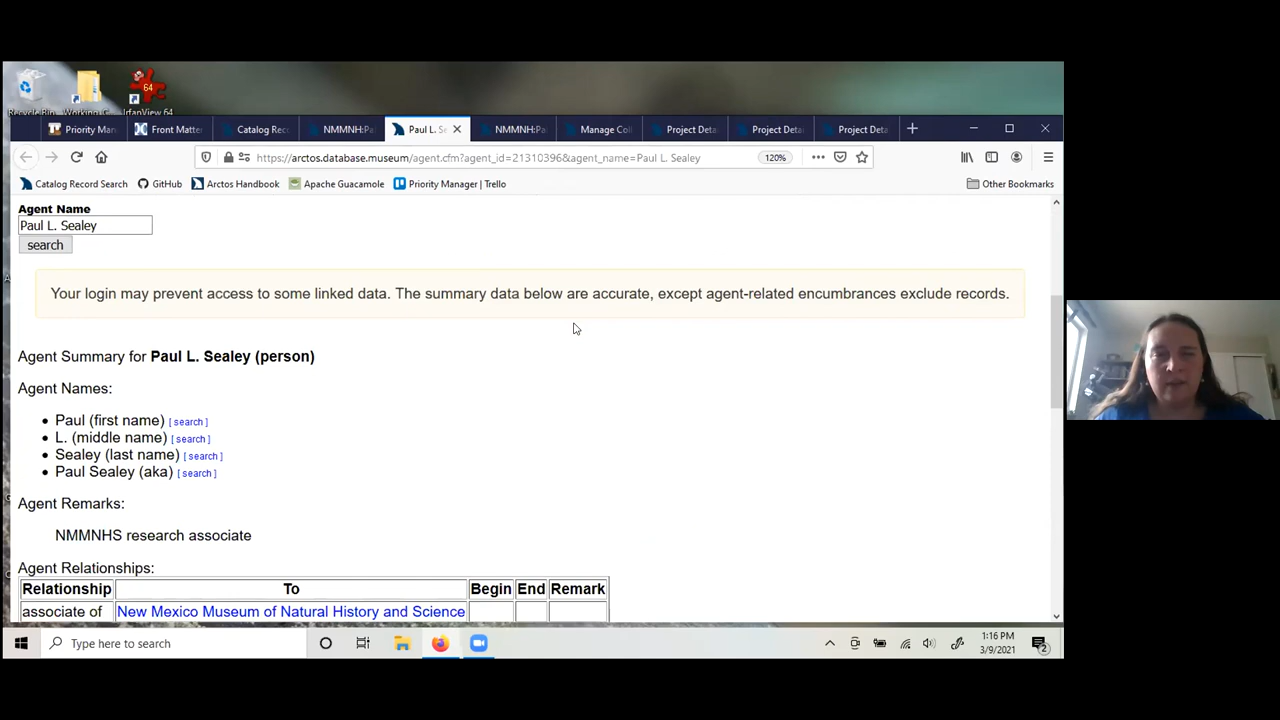 Recycle Bin
Working_C
IrfanView 64
Priority Man
Front Matte
Catalog Rec
NMMNH:Pa
Paul L. Se
NMMNH:Pa
Manage Col
Project Deta
Project Deta
Project Deta
https://arctos.database.museum/agent.cfm?agent_id=21310396&agent_name=Paul L. Sealey
120%
Catalog Record Search
GitHub
Arctos Handbook
Apache Guacamole
Priority Manager | Trello
Other Bookmarks
Agent Name
Paul L. Sealey
search
Your login may prevent access to some linked data. The summary data below are accurate, except agent-related encumbrances exclude records.
Agent Summary for Paul L. Sealey (person)
Agent Names:
Paul (first name) [ search ]
L. (middle name) [ search ]
Sealey (last name) [ search ]
Paul Sealey (aka) [ search ]
Agent Remarks:
NMMNHS research associate
Agent Relationships:
Relationship To Begin End Remark
associate of New Mexico Museum of Natural History and Science
Type here to search
1:16 PM
3/9/2021
2